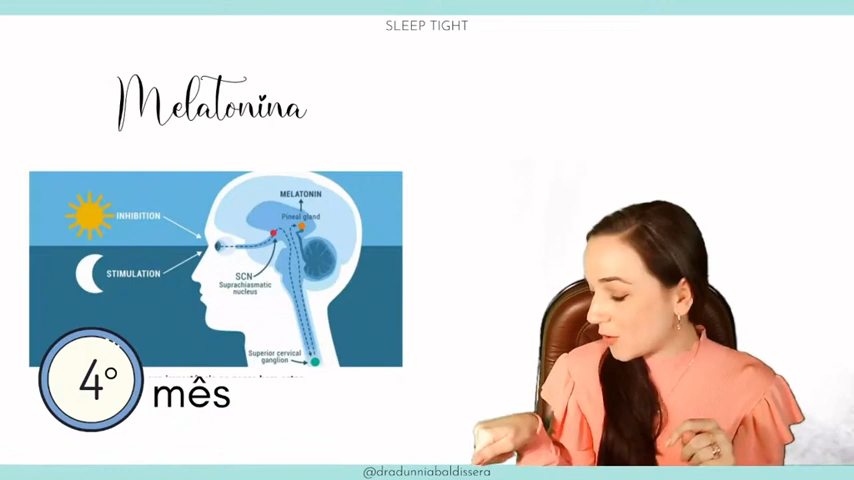 SLEEP TIGHT
Melatonina
MELATONIN
Pineal gland
INHIBITION
STIMULATION
SCN
Suprachiasmatic
nucleus
Superior cervical
ganglion
4º
mês
@dradunniabaldissera